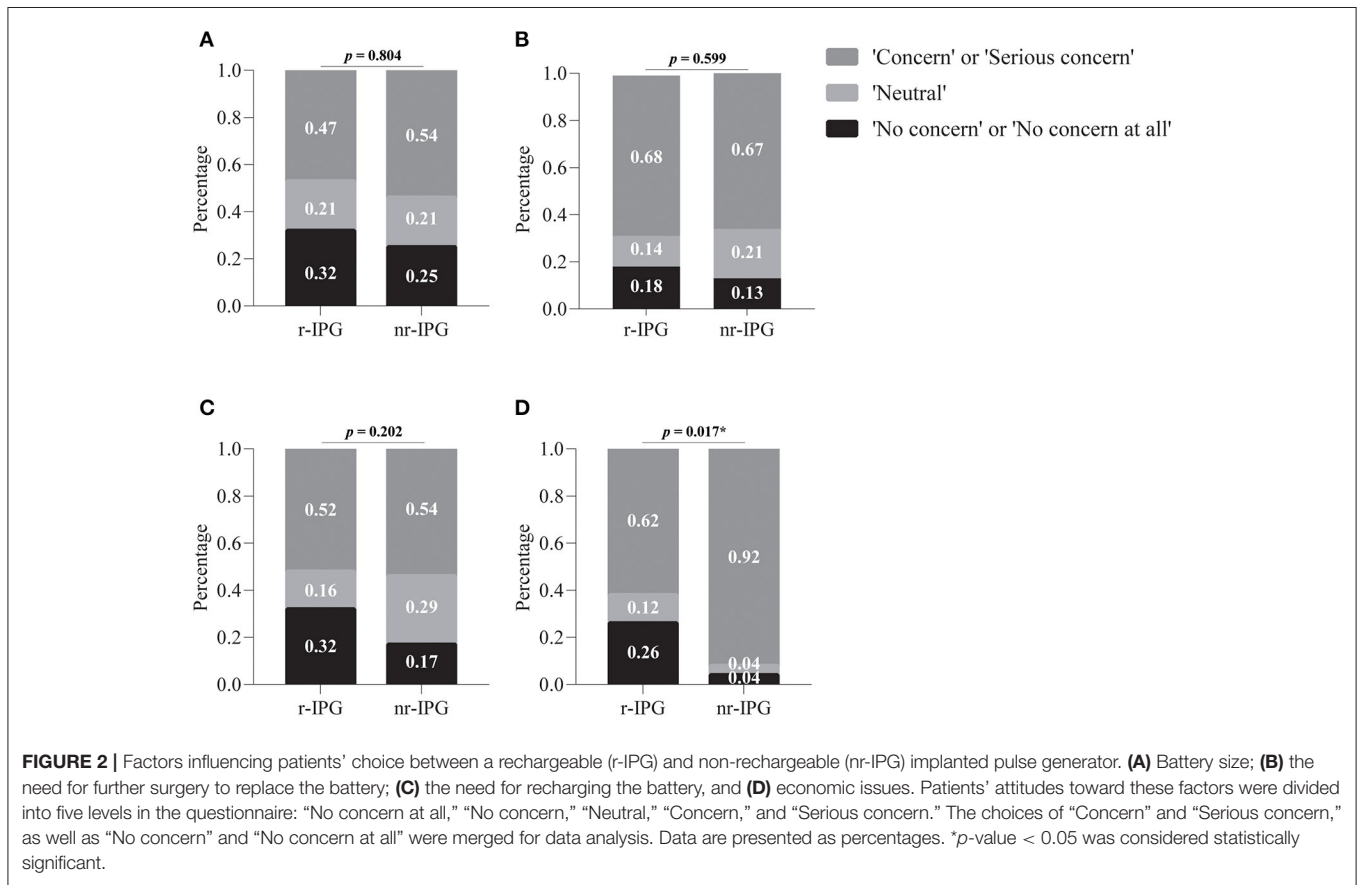 A
p = 0.804
1.0
0.8
0.6
0.4
0.2
0.0
Percentage
0.47
0.54
0.21
0.21
0.32
0.25
r-IPG
nr-IPG
B
p = 0.599
1.0
0.8
0.6
0.4
0.2
0.0
Percentage
0.68
0.67
0.14
0.21
0.18
0.13
r-IPG
nr-IPG
'Concern' or 'Serious concern'
'Neutral'
'No concern' or 'No concern at all'
C
p = 0.202
1.0
0.8
0.6
0.4
0.2
0.0
Percentage
0.52
0.54
0.16
0.29
0.32
0.17
r-IPG
nr-IPG
D
p = 0.017*
1.0
0.8
0.6
0.4
0.2
0.0
Percentage
0.62
0.92
0.12
0.04
0.26
0.04
r-IPG
nr-IPG
FIGURE 2 | Factors influencing patients’ choice between a rechargeable (r-IPG) and non-rechargeable (nr-IPG) implanted pulse generator. (A) Battery size; (B) the
need for further surgery to replace the battery; (C) the need for recharging the battery, and (D) economic issues. Patients’ attitudes toward these factors were divided
into five levels in the questionnaire: “No concern at all,” “No concern,” “Neutral,” “Concern,” and “Serious concern.” The choices of “Concern” and “Serious concern,”
as well as “No concern” and “No concern at all” were merged for data analysis. Data are presented as percentages. *p-value < 0.05 was considered statistically
significant.